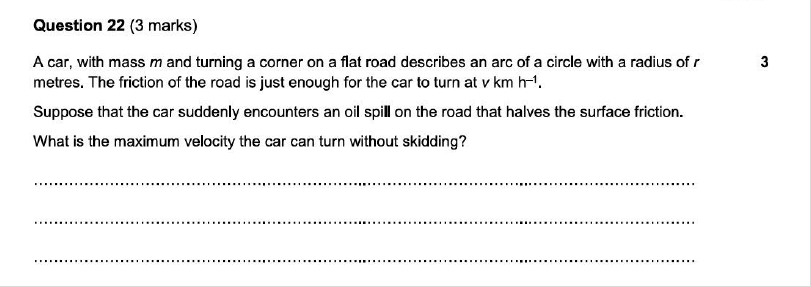 Question 22 (3 marks)
A car, with mass m and turning a corner on a flat road describes an arc of a circle with a radius of r 3
metres. The friction of the road is just enough for the car to turn at v km h⁻¹.
Suppose that the car suddenly encounters an oil spill on the road that halves the surface friction.
What is the maximum velocity the car can turn without skidding?